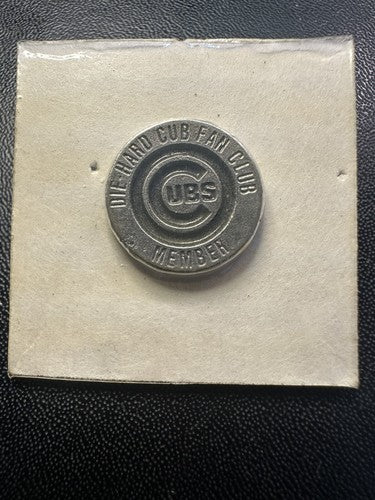 DIE-HARD CUB FAN CLUB
CUBS
MEMBER